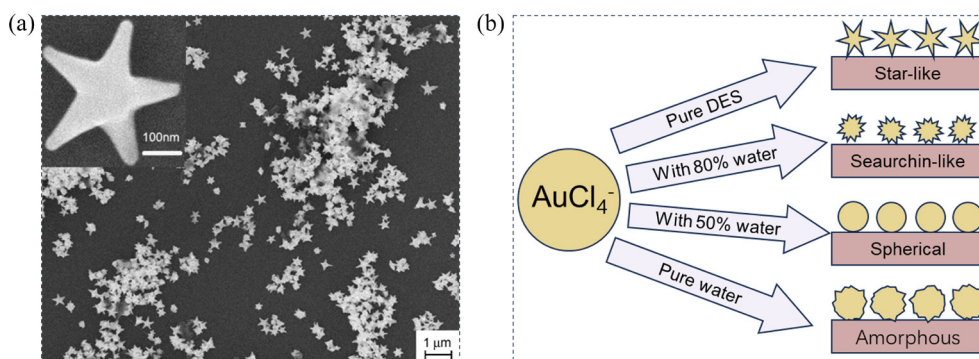 (a)
100nm
1 μm
(b)
Pure DES
With 80% water
With 50% water
Pure water
AuCl4-
Star-like
Seaurchin-like
Spherical
Amorphous